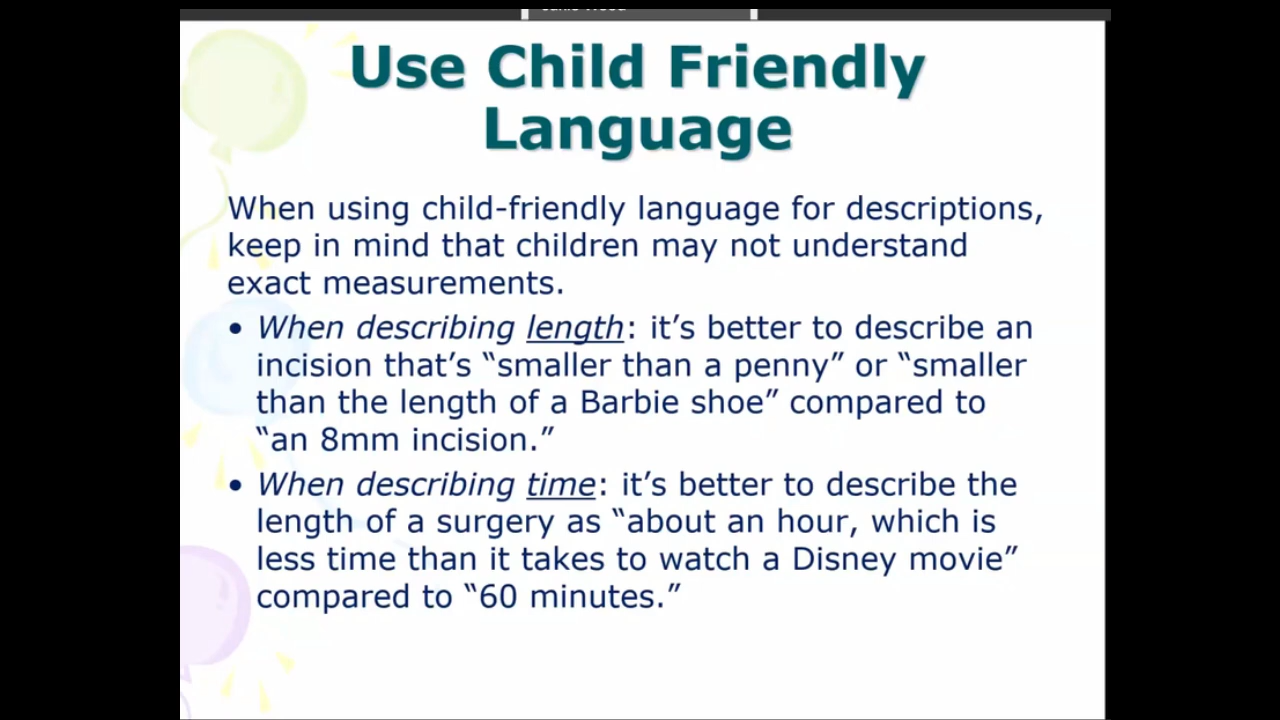 Use Child Friendly
Language
When using child-friendly language for descriptions,
keep in mind that children may not understand
exact measurements.
• When describing length: it’s better to describe an
incision that’s “smaller than a penny” or “smaller
than the length of a Barbie shoe” compared to
“an 8mm incision.”
• When describing time: it’s better to describe the
length of a surgery as “about an hour, which is
less time than it takes to watch a Disney movie”
compared to “60 minutes.”